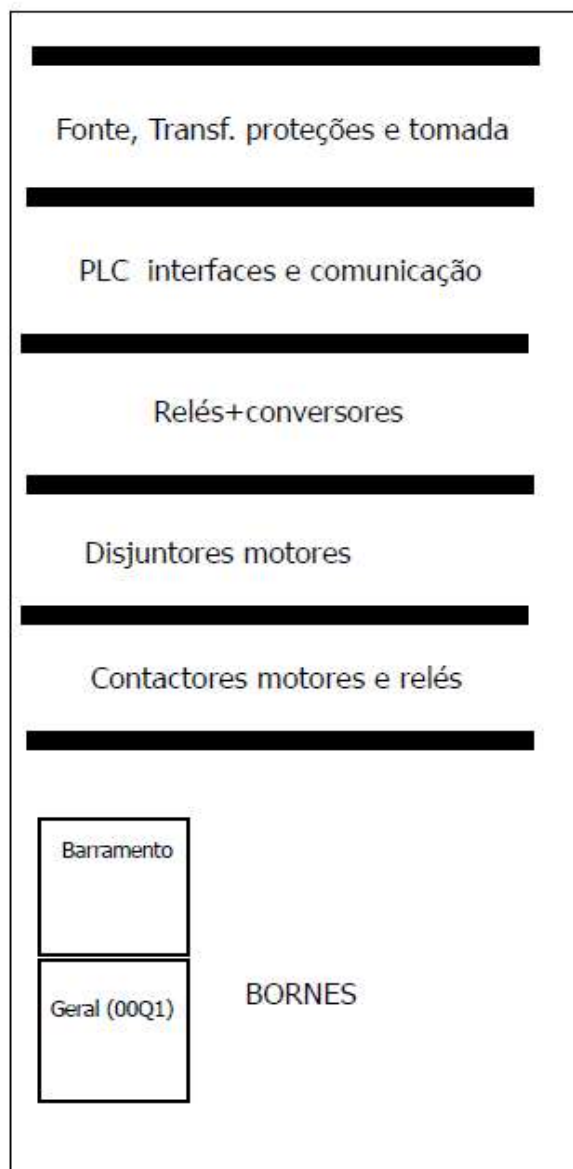 Fonte, Transf. proteções e tomada
PLC interfaces e comunicação
Relés+conversores
Disjuntores motores
Contactores motores e relés
Barramento
Geral (00Q1)
BORNES